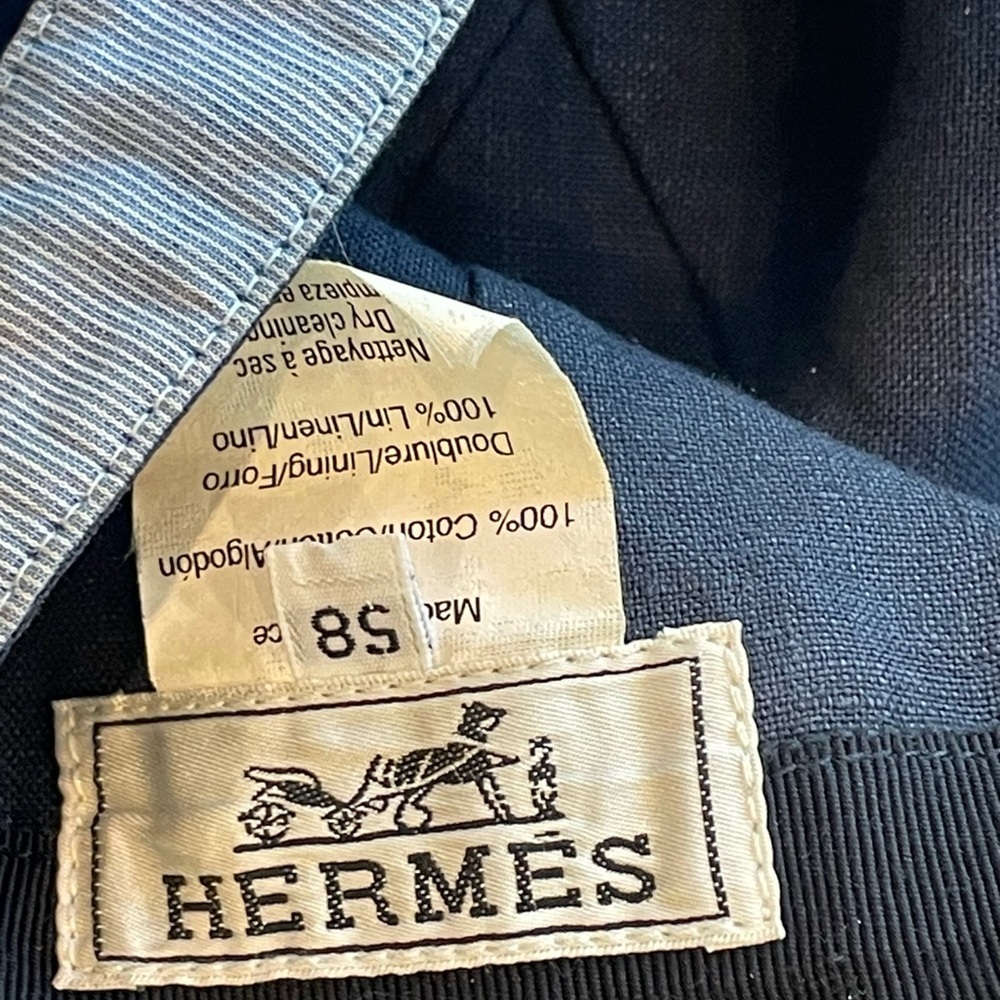 100% Coton/Cotton/Algodón
Doublure/Lining/Forro
100% Lin/Linen/Lino
Nettoyage à sec
Dry cleaning
58
HERMÈS